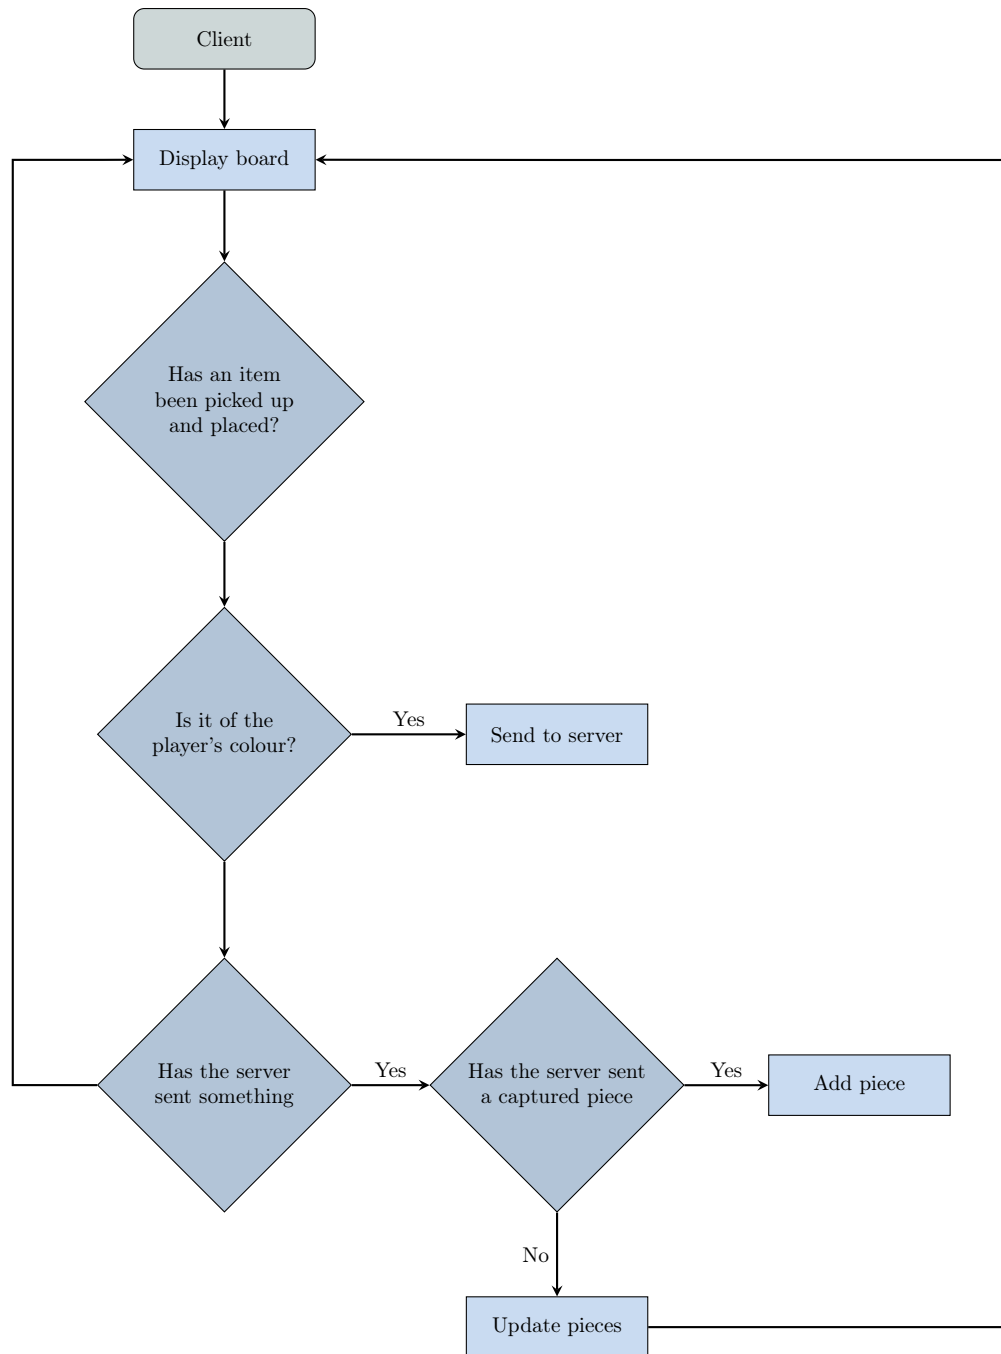 Client
Display board
Has an item
been picked up
and placed?
Is it of the
player's colour?
Yes
Send to server
Has the server
sent something
Yes
Has the server sent
a captured piece
Yes
Add piece
No
Update pieces